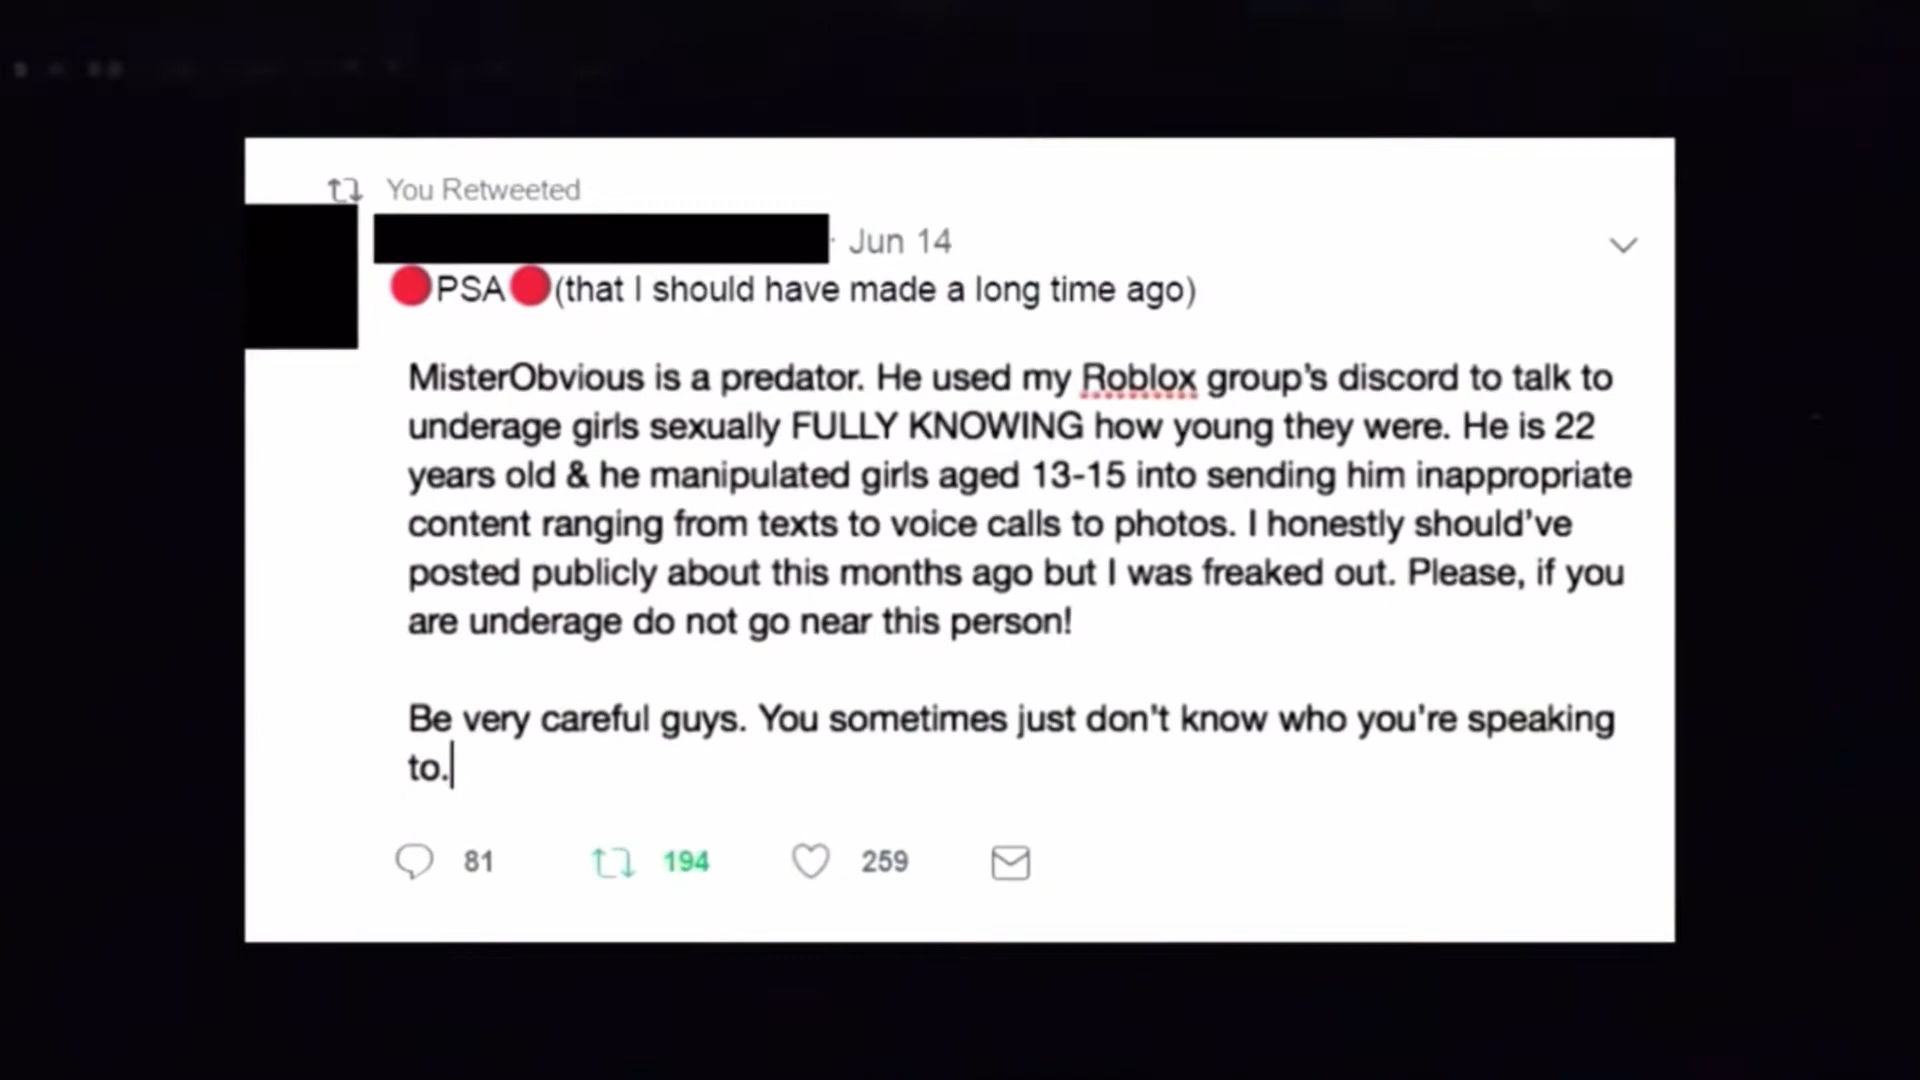 You Retweeted
· Jun 14
🔴PSA🔴(that I should have made a long time ago)
MisterObvious is a predator. He used my Roblox group's discord to talk to
underage girls sexually FULLY KNOWING how young they were. He is 22
years old & he manipulated girls aged 13-15 into sending him inappropriate
content ranging from texts to voice calls to photos. I honestly should've
posted publicly about this months ago but I was freaked out. Please, if you
are underage do not go near this person!
Be very careful guys. You sometimes just don't know who you're speaking
to.
81 194 259